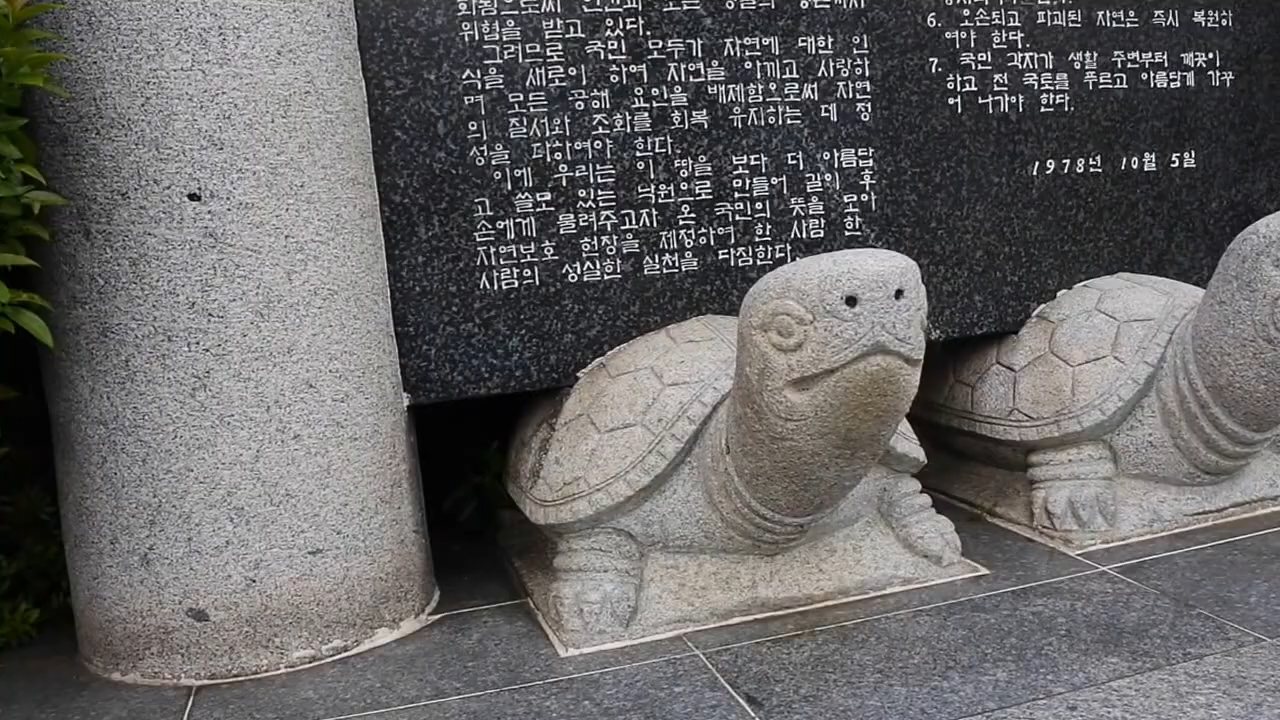 위협을 받고 있다.
그러므로 국민 모두가 자연에 대한 인
식을 새로이 하여 자연을 아끼고 사랑하
며 모든 공해 요인을 배제함으로써 자연
의 질서와 조화를 회복 유지하는 데 정
성을 다하여야 한다.
이에 우리는 이 땅을 보다 더 아름답
고 쓸모 있는 낙원으로 만들어 길이 후
손에게 물려주고자 온 국민의 뜻을 모아
자연보호 헌장을 제정하여 한 사람 한
사람의 성실한 실천을 다짐한다.
6. 오손되고 피괴된 자연은 즉시 복원하
여야 한다.
7. 국민 각자가 생활 주변부터 깨끗이
하고 전 국토를 푸르고 아름답게 가꾸
어 나가야 한다.
1978년 10월 5일